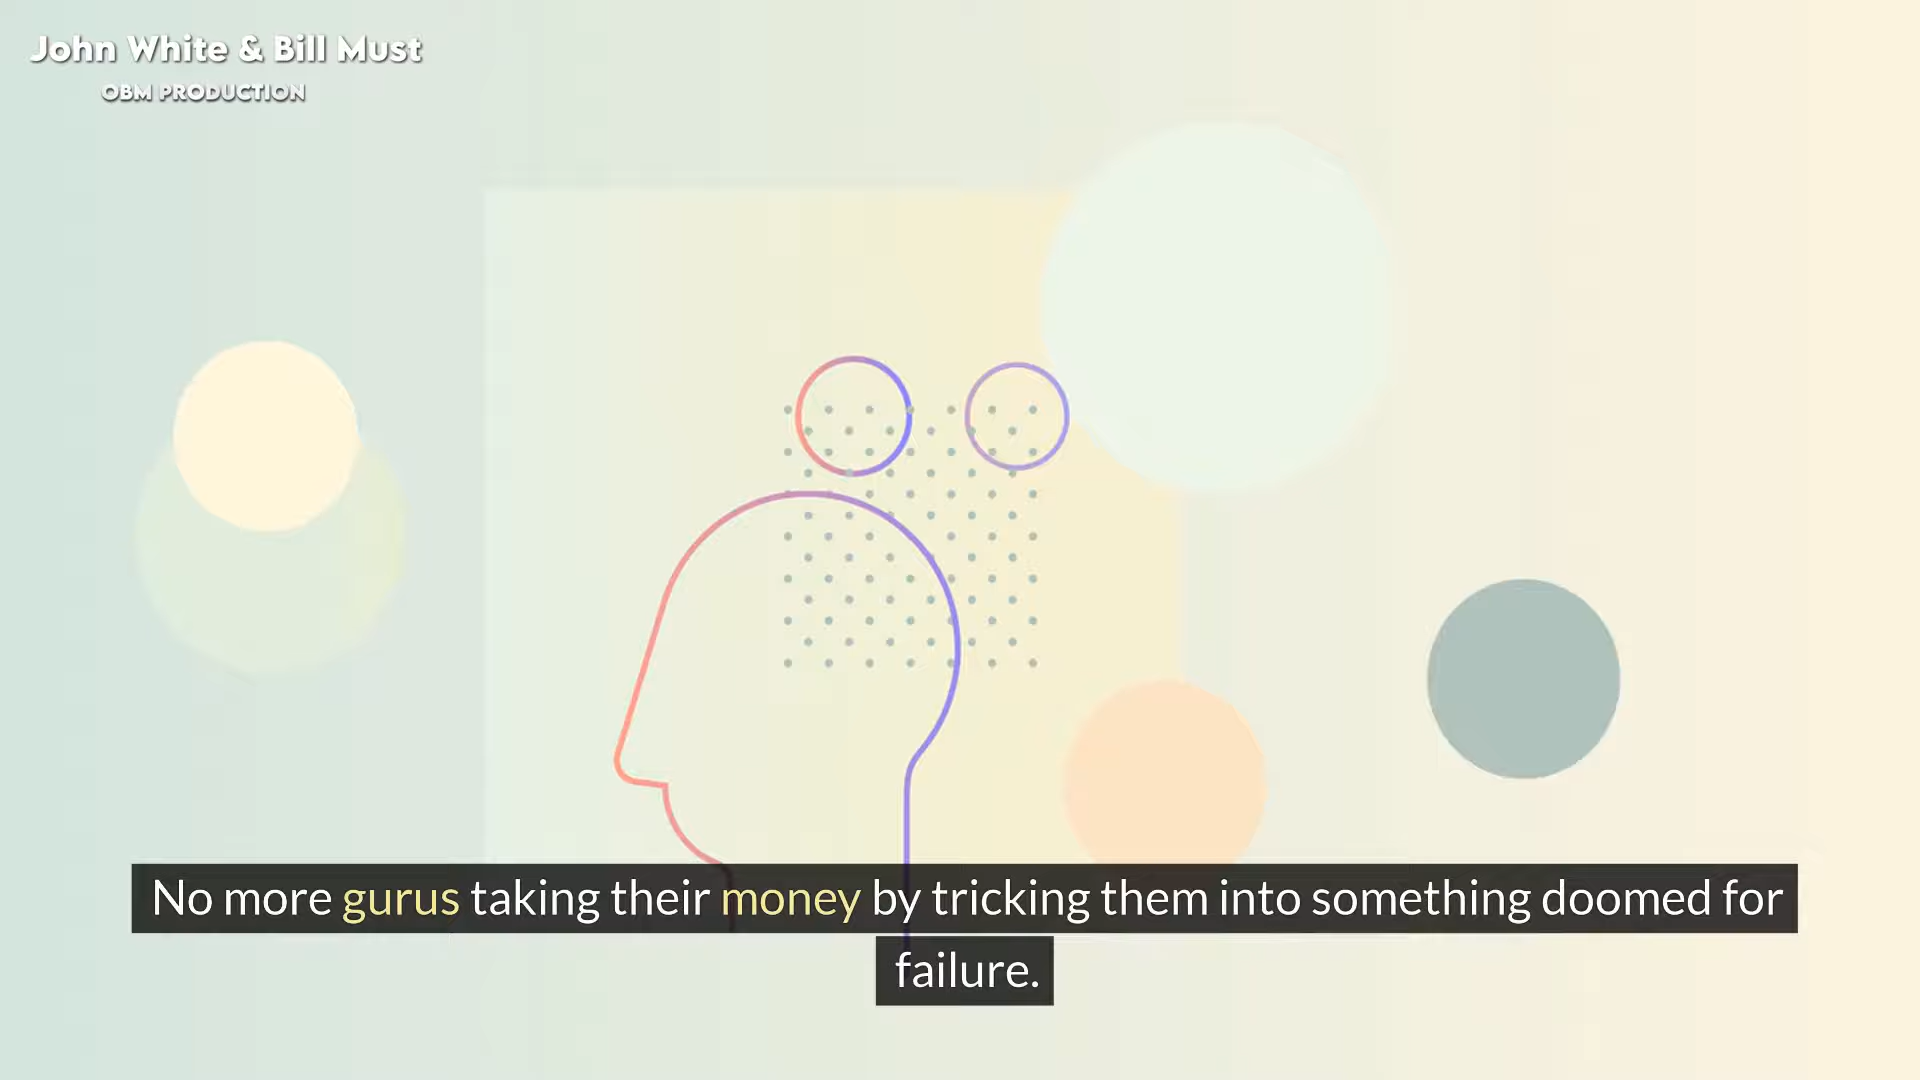 John White & Bill Must
OBM PRODUCTION
No more gurus taking their money by tricking them into something doomed for
failure.